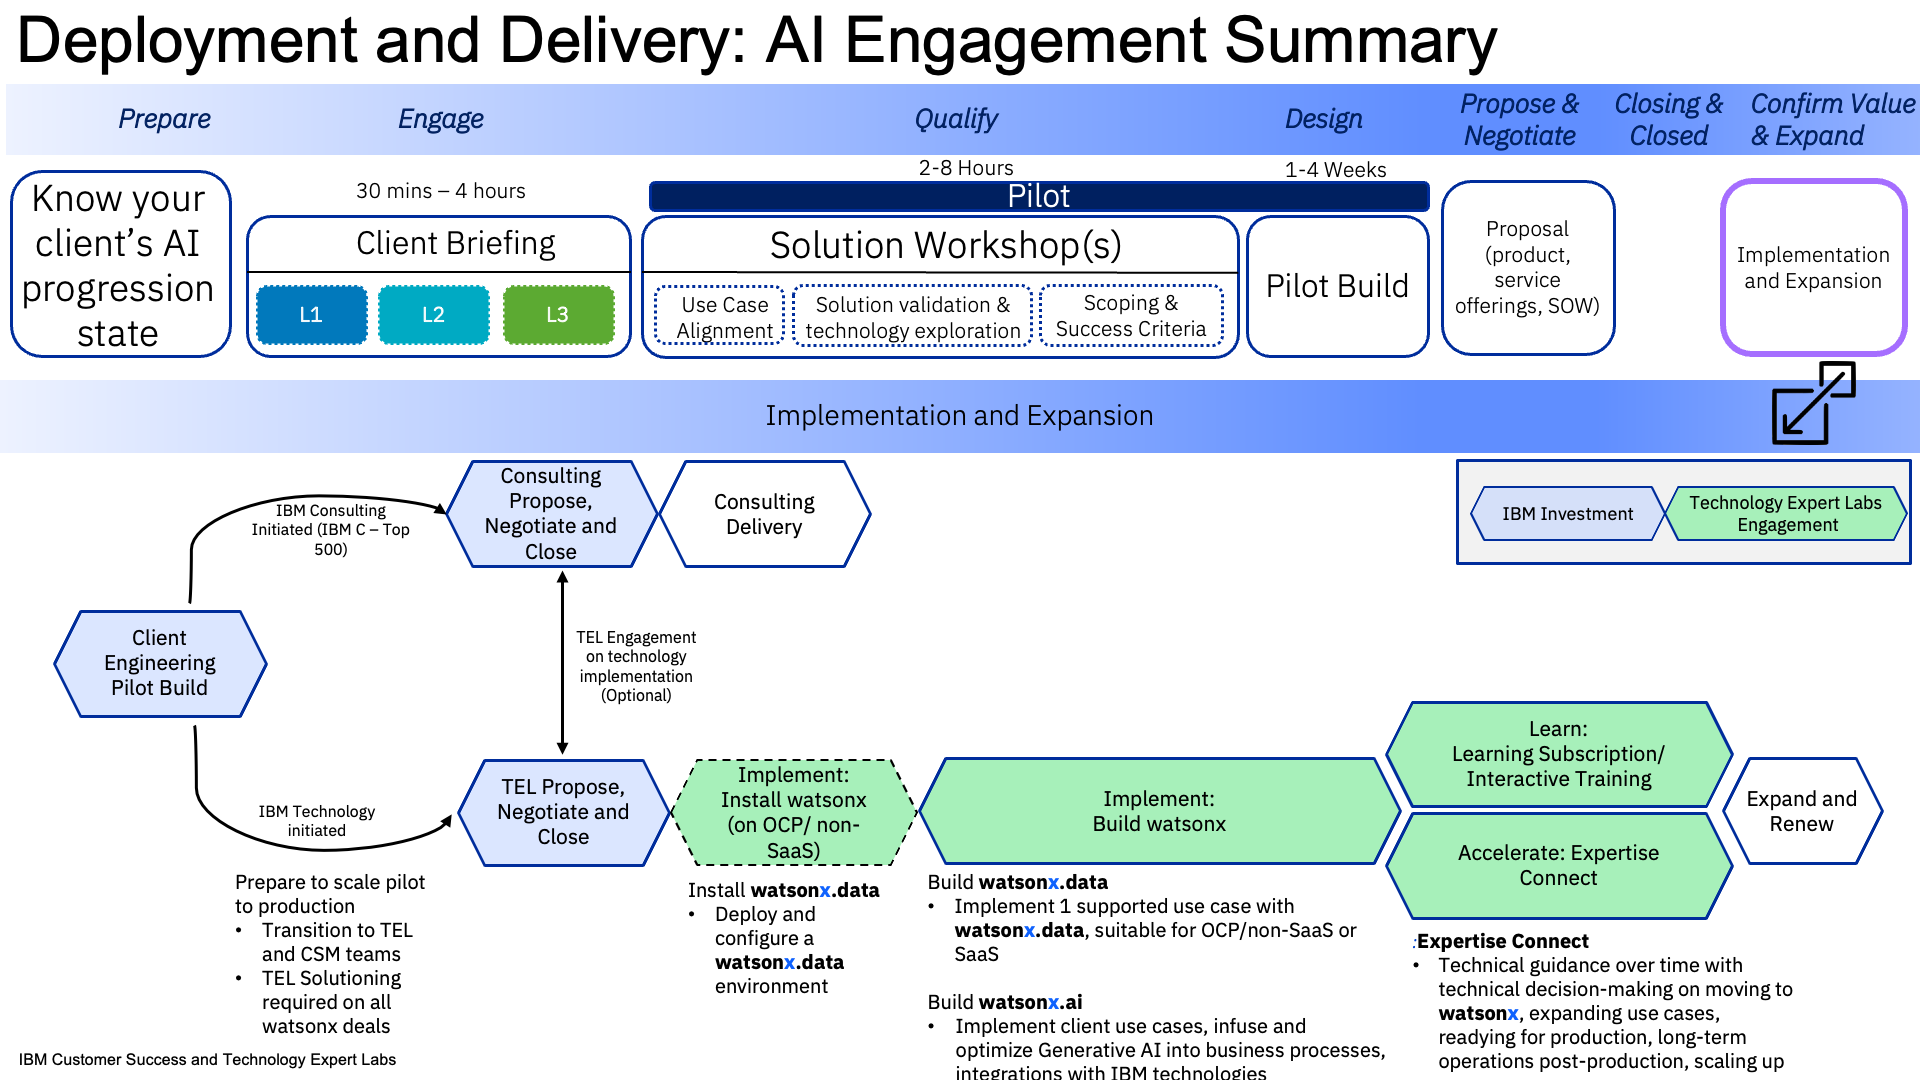 Deployment and Delivery: AI Engagement Summary
Prepare
Engage
Qualify
Design
Propose &
Negotiate
Closing &
Closed
Confirm Value
& Expand
Know your
client’s AI
progression
state
30 mins – 4 hours
Client Briefing
L1
L2
L3
2-8 Hours
1-4 Weeks
Pilot
Solution Workshop(s)
Use Case
Alignment
Solution validation &
technology exploration
Scoping &
Success Criteria
Pilot Build
Proposal
(product,
service
offerings, SOW)
Implementation
and Expansion
Implementation and Expansion
IBM Investment
Technology Expert Labs
Engagement
Client
Engineering
Pilot Build
IBM Consulting
Initiated (IBM C – Top
500)
Consulting
Propose,
Negotiate and
Close
Consulting
Delivery
TEL Engagement
on technology
implementation
(Optional)
IBM Technology
initiated
TEL Propose,
Negotiate and
Close
Implement:
Install watsonx
(on OCP/ non-
SaaS)
Implement:
Build watsonx
Learn:
Learning Subscription/
Interactive Training
Accelerate: Expertise
Connect
Expand and
Renew
Prepare to scale pilot
to production
• Transition to TEL
and CSM teams
• TEL Solutioning
required on all
watsonx deals
Install watsonx.data
• Deploy and
configure a
watsonx.data
environment
Build watsonx.data
• Implement 1 supported use case with
watsonx.data, suitable for OCP/non-SaaS or
SaaS
Build watsonx.ai
• Implement client use cases, infuse and
optimize Generative AI into business processes,
integrations with IBM technologies
:Expertise Connect
• Technical guidance over time with
technical decision-making on moving to
watsonx, expanding use cases,
readying for production, long-term
operations post-production, scaling up
IBM Customer Success and Technology Expert Labs